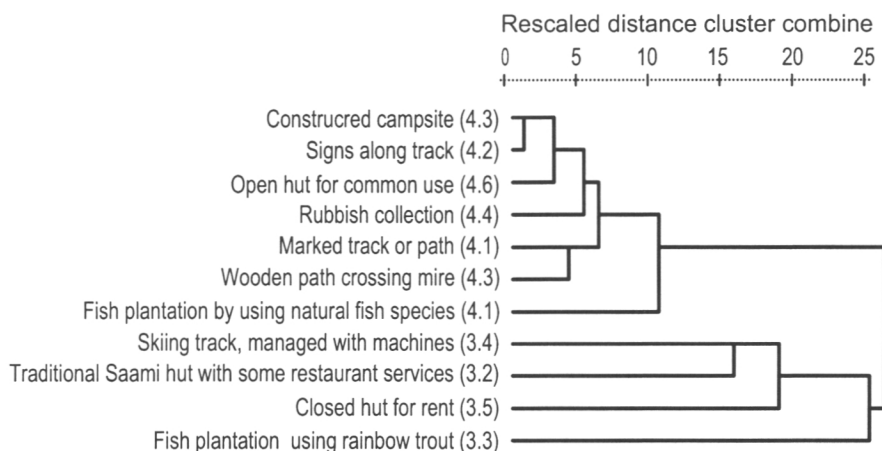 Rescaled distance cluster combine
0 5 10 15 20 25
Construcred campsite (4.3)
Signs along track (4.2)
Open hut for common use (4.6)
Rubbish collection (4.4)
Marked track or path (4.1)
Wooden path crossing mire (4.3)
Fish plantation by using natural fish species (4.1)
Skiing track, managed with machines (3.4)
Traditional Saami hut with some restaurant services (3.2)
Closed hut for rent (3.5)
Fish plantation using rainbow trout (3.3)